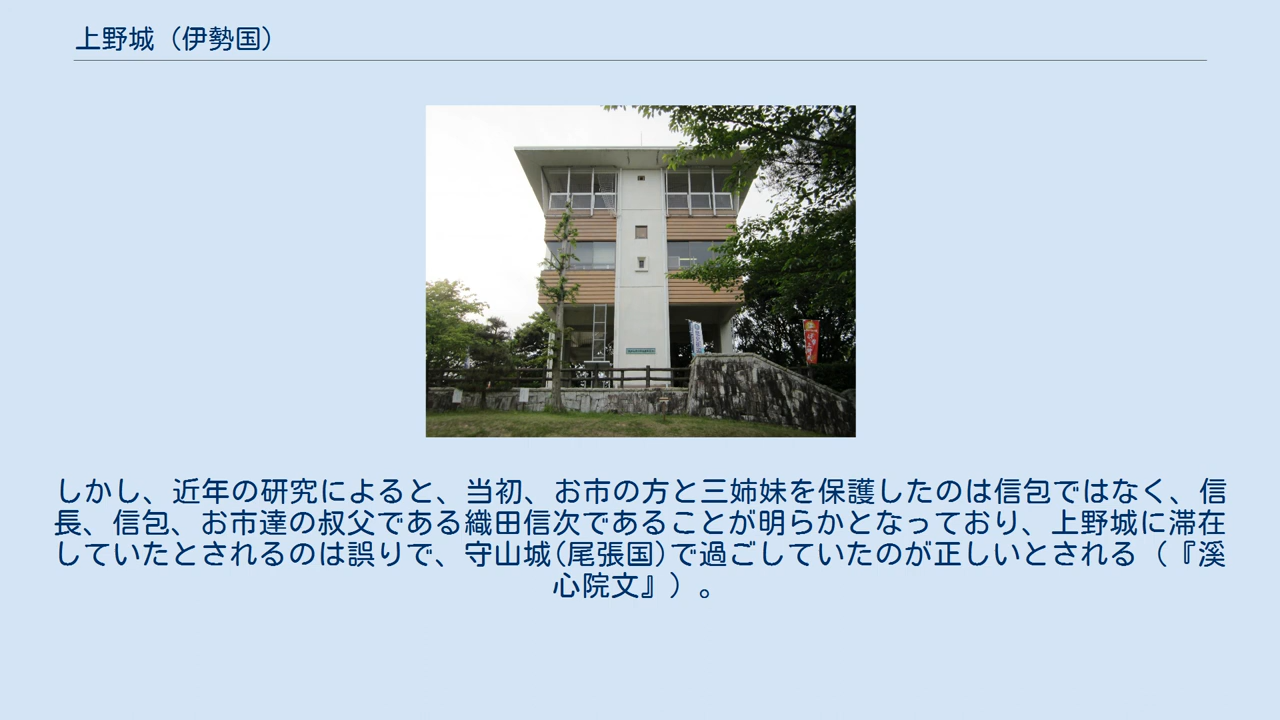 上野城（伊勢国）
しかし、近年の研究によると、当初、お市の方と三姉妹を保護したのは信包ではなく、信
長、信包、お市達の叔父である織田信次であることが明らかとなっており、上野城に滞在
していたとされるのは誤りで、守山城(尾張国)で過ごしていたのが正しいとされる（『溪
心院文』）。